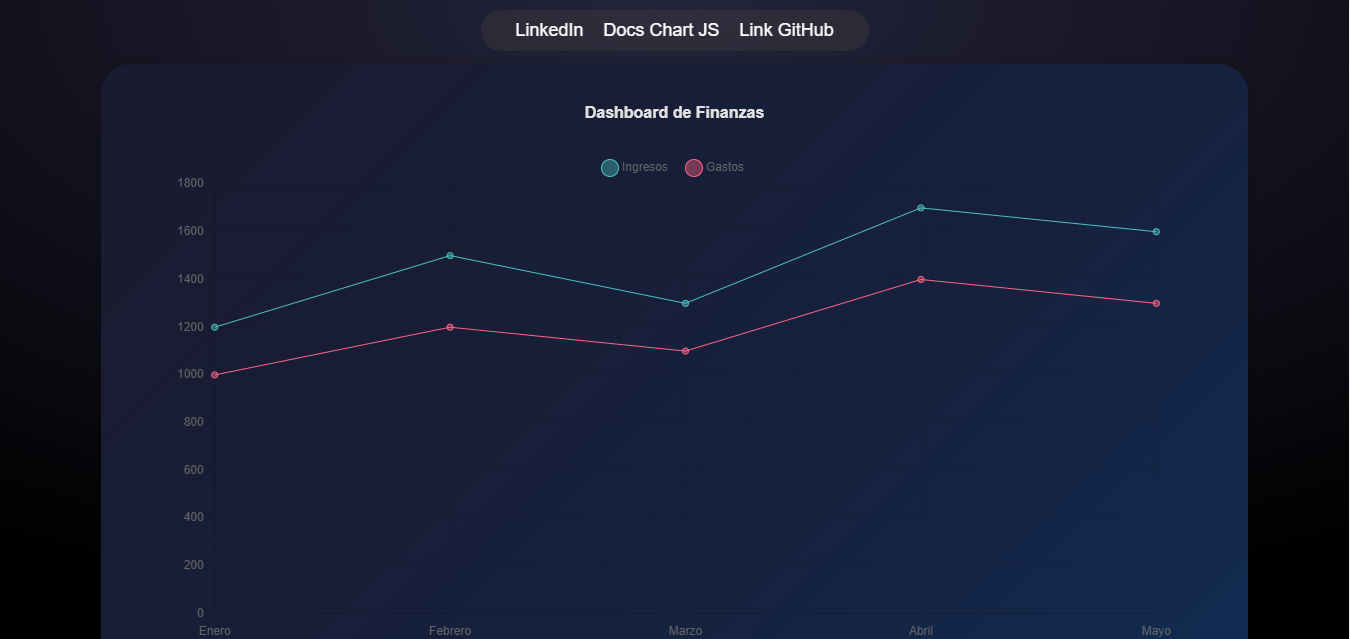 LinkedIn Docs Chart JS Link GitHub
Dashboard de Finanzas
Ingresos Gastos
1800
1600
1400
1200
1000
800
600
400
200
0
Enero Febrero Marzo Abril Mayo